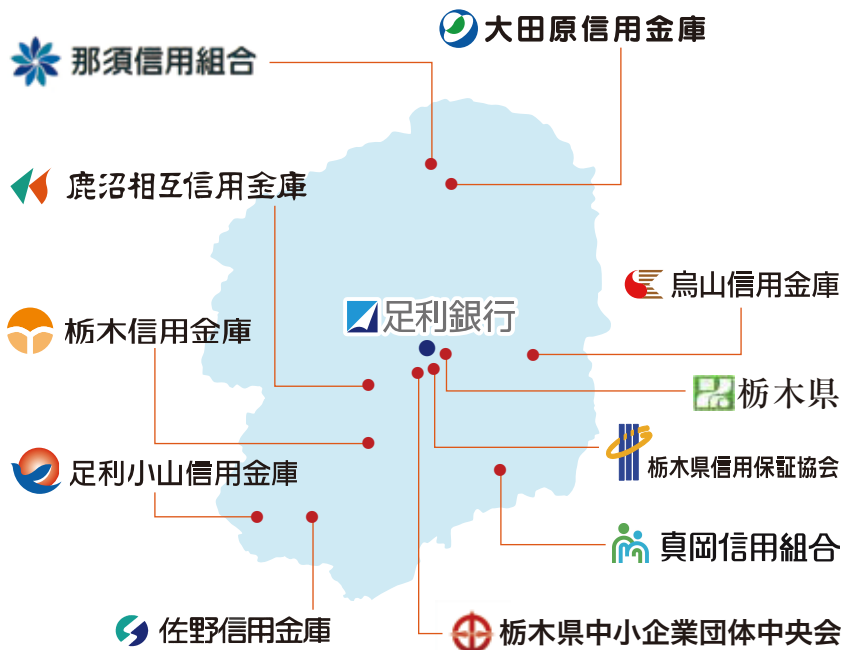 大田原信用金庫
那須信用組合
鹿沼相互信用金庫
烏山信用金庫
足利銀行
栃木信用金庫
栃木県
栃木県信用保証協会
足利小山信用金庫
真岡信用組合
佐野信用金庫
栃木県中小企業団体中央会